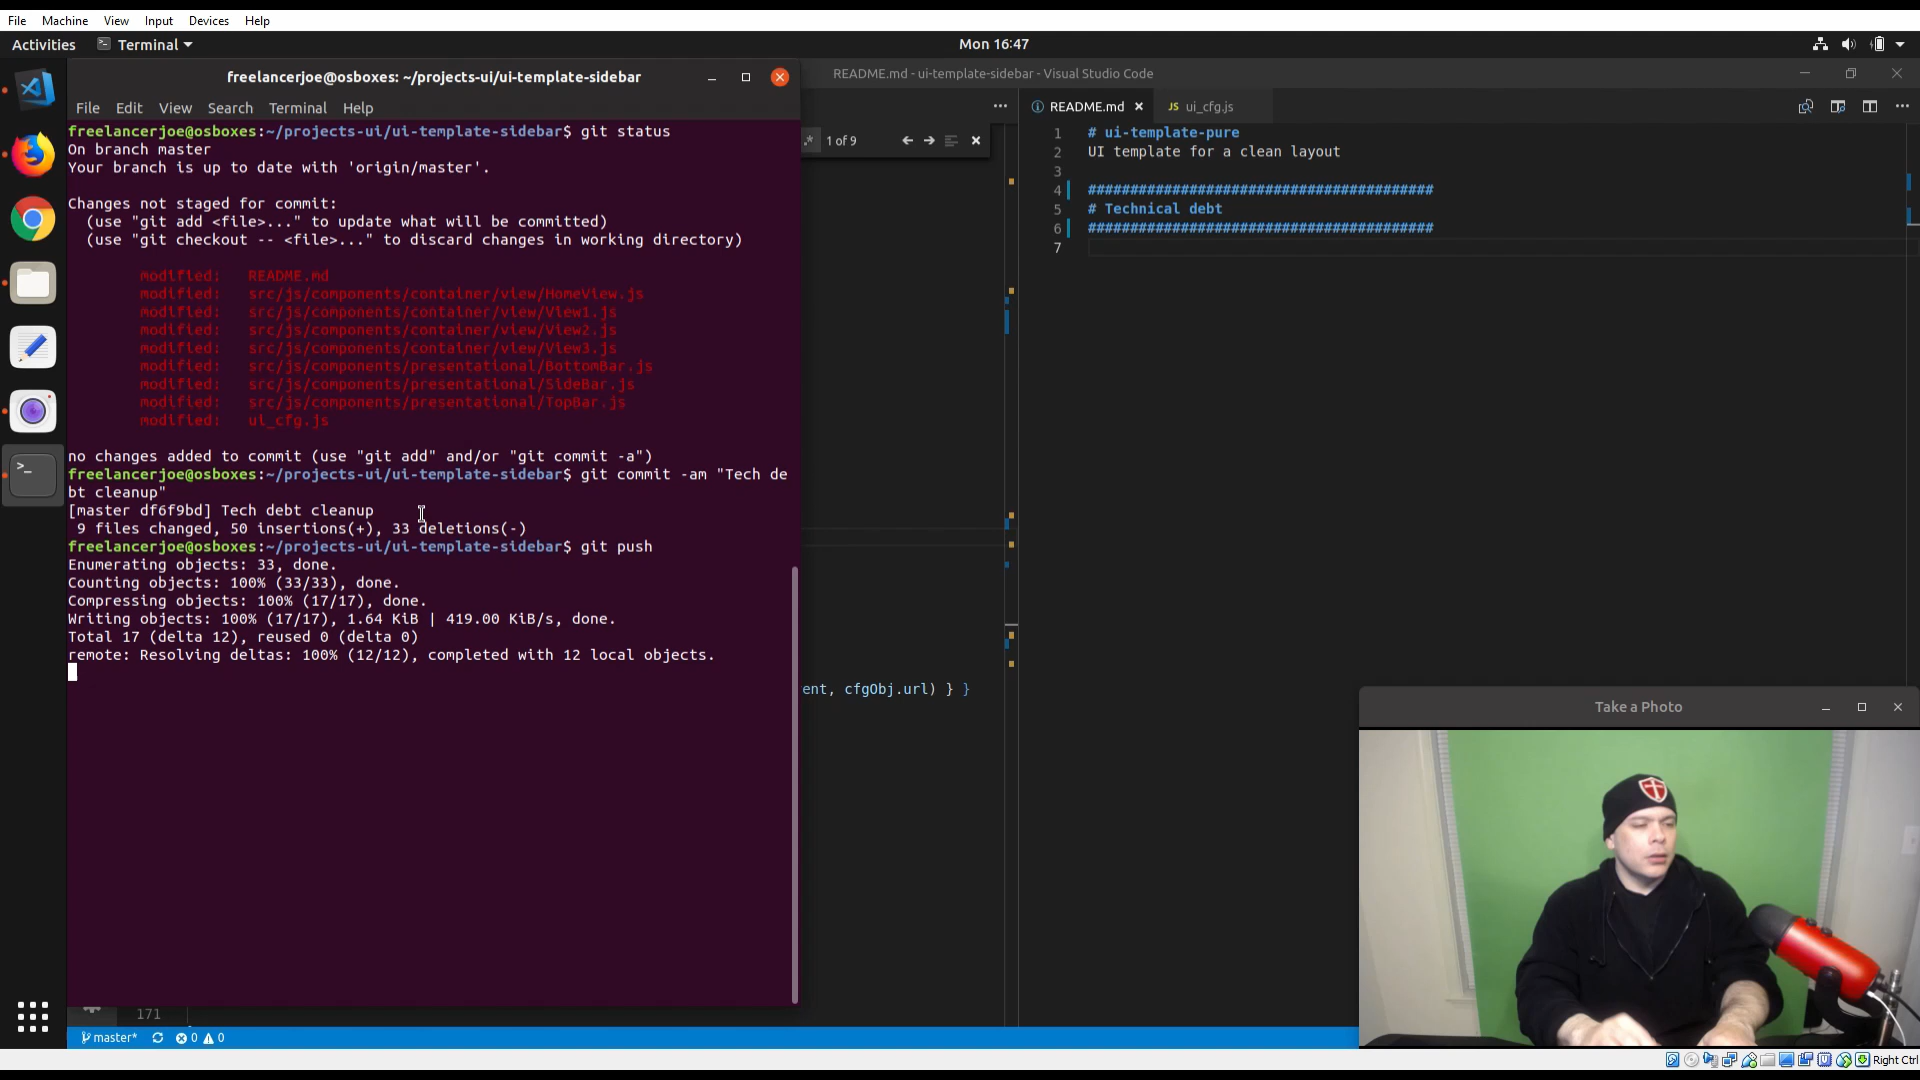 File Machine View Input Devices Help
Activities Terminal Mon 16:47
freelancerjoe@osboxes: ~/projects-ui/ui-template-sidebar
File Edit View Search Terminal Help
freelancerjoe@osboxes:~/projects-ui/ui-template-sidebar$ git status
On branch master
Your branch is up to date with 'origin/master'.
Changes not staged for commit:
(use "git add <file>..." to update what will be committed)
(use "git checkout -- <file>..." to discard changes in working directory)
modified: README.md
modified: src/js/components/container/view/HomeView.js
modified: src/js/components/container/view/View1.js
modified: src/js/components/container/view/View2.js
modified: src/js/components/container/view/View3.js
modified: src/js/components/presentational/BottomBar.js
modified: src/js/components/presentational/SideBar.js
modified: src/js/components/presentational/TopBar.js
modified: ui_cfg.js
no changes added to commit (use "git add" and/or "git commit -a")
freelancerjoe@osboxes:~/projects-ui/ui-template-sidebar$ git commit -am "Tech de
bt cleanup"
[master df6f9bd] Tech debt cleanup
9 files changed, 50 insertions(+), 33 deletions(-)
freelancerjoe@osboxes:~/projects-ui/ui-template-sidebar$ git push
Enumerating objects: 33, done.
Counting objects: 100% (33/33), done.
Compressing objects: 100% (17/17), done.
Writing objects: 100% (17/17), 1.64 KiB | 419.00 KiB/s, done.
Total 17 (delta 12), reused 0 (delta 0)
remote: Resolving deltas: 100% (12/12), completed with 12 local objects.
README.md - ui-template-sidebar - Visual Studio Code
README.md JS ui_cfg.js
1 of 9
1 # ui-template-pure
2 UI template for a clean layout
3
4 #########################################
5 # Technical debt
6 #########################################
7
ent, cfgObj.url) } }
Take a Photo
171
master* 0 0
Right Ctrl